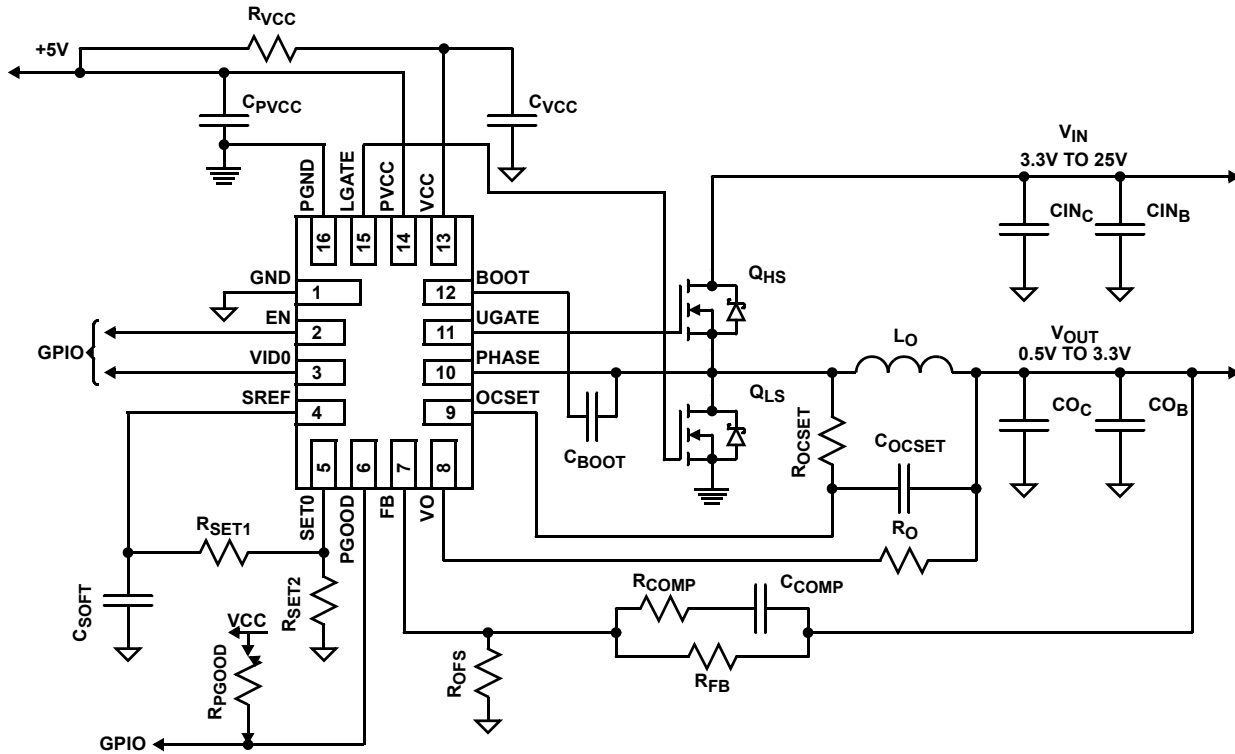 RVCC
+5V
CPVCC
CVCC
VIN
3.3V TO 25V
PGND
LGATE
PVCC
VCC
16
15
14
13
CINC
CINB
GND
1
12
BOOT
QHS
EN
2
11
UGATE
GPIO
VID0
3
10
PHASE
LO
VOUT
0.5V TO 3.3V
SREF
4
9
OCSET
QLS
5
6
7
8
CBOOT
ROCSET
COCSET
COC
COB
SET0
PGOOD
FB
VO
RSET1
RO
CSOFT
RSET2
RCOMP
CCOMP
VCC
RPGOOD
ROFS
RFB
GPIO